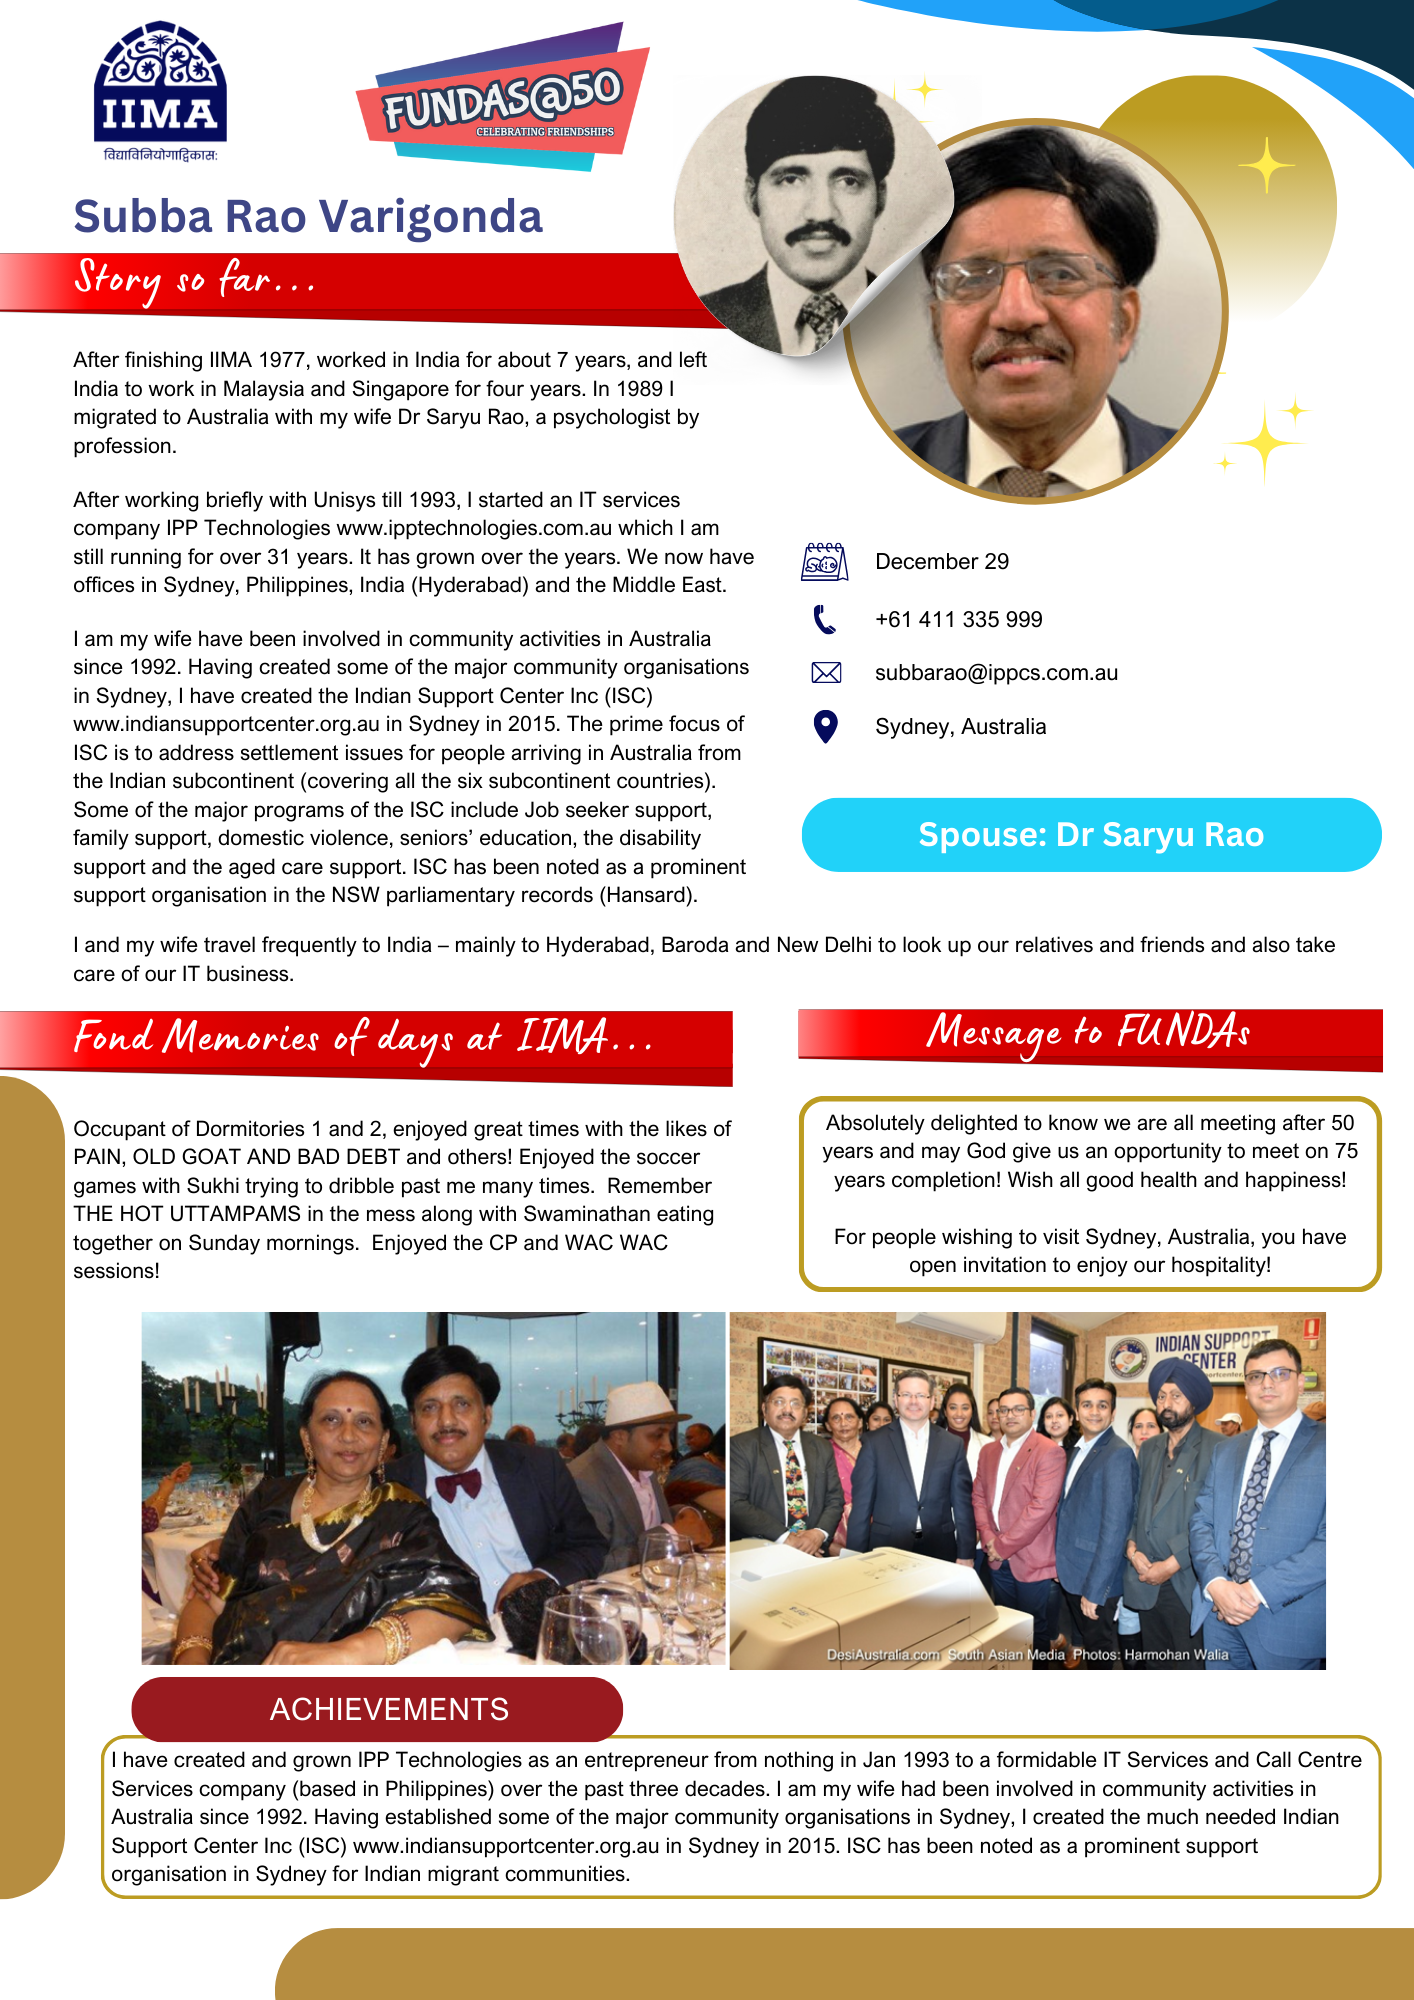 IIMA
विद्याविनियोगाद्विकासः
FUNDAS@50
CELEBRATING FRIENDSHIPS
Subba Rao Varigonda
Story so far...
After finishing IIMA 1977, worked in India for about 7 years, and left
India to work in Malaysia and Singapore for four years. In 1989 I
migrated to Australia with my wife Dr Saryu Rao, a psychologist by
profession.
After working briefly with Unisys till 1993, I started an IT services
company IPP Technologies www.ipptechnologies.com.au which I am
still running for over 31 years. It has grown over the years. We now have
offices in Sydney, Philippines, India (Hyderabad) and the Middle East.
I am my wife have been involved in community activities in Australia
since 1992. Having created some of the major community organisations
in Sydney, I have created the Indian Support Center Inc (ISC)
www.indiansupportcenter.org.au in Sydney in 2015. The prime focus of
ISC is to address settlement issues for people arriving in Australia from
the Indian subcontinent (covering all the six subcontinent countries).
Some of the major programs of the ISC include Job seeker support,
family support, domestic violence, seniors’ education, the disability
support and the aged care support. ISC has been noted as a prominent
support organisation in the NSW parliamentary records (Hansard).
I and my wife travel frequently to India – mainly to Hyderabad, Baroda and New Delhi to look up our relatives and friends and also take
care of our IT business.
December 29
+61 411 335 999
subbarao@ippcs.com.au
Sydney, Australia
Spouse: Dr Saryu Rao
Fond Memories of days at IIMA...
Occupant of Dormitories 1 and 2, enjoyed great times with the likes of
PAIN, OLD GOAT AND BAD DEBT and others! Enjoyed the soccer
games with Sukhi trying to dribble past me many times. Remember
THE HOT UTTAMPAMS in the mess along with Swaminathan eating
together on Sunday mornings. Enjoyed the CP and WAC WAC
sessions!
Message to FUNDAs
Absolutely delighted to know we are all meeting after 50
years and may God give us an opportunity to meet on 75
years completion! Wish all good health and happiness!
For people wishing to visit Sydney, Australia, you have
open invitation to enjoy our hospitality!
INDIAN SUPPORT
CENTER
DesiAustralia.com South Asian Media Photos: Harmohan Walia
ACHIEVEMENTS
I have created and grown IPP Technologies as an entrepreneur from nothing in Jan 1993 to a formidable IT Services and Call Centre
Services company (based in Philippines) over the past three decades. I am my wife had been involved in community activities in
Australia since 1992. Having established some of the major community organisations in Sydney, I created the much needed Indian
Support Center Inc (ISC) www.indiansupportcenter.org.au in Sydney in 2015. ISC has been noted as a prominent support
organisation in Sydney for Indian migrant communities.